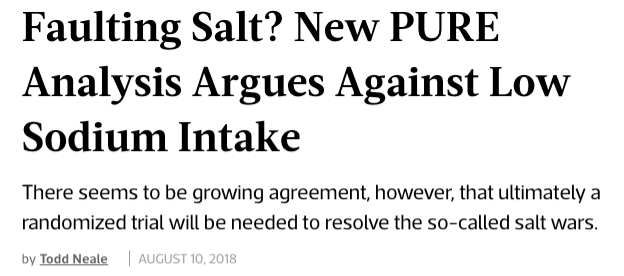 Faulting Salt? New PURE
Analysis Argues Against Low
Sodium Intake
There seems to be growing agreement, however, that ultimately a
randomized trial will be needed to resolve the so-called salt wars.
by Todd Neale | AUGUST 10, 2018